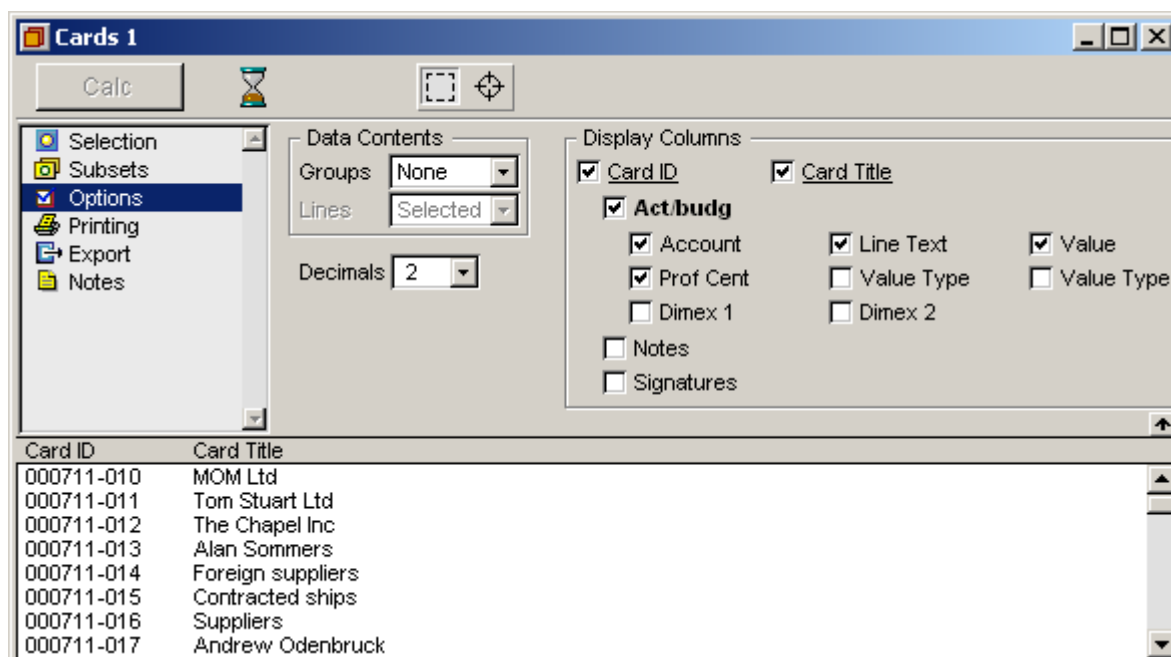 Cards 1
Calc
Selection
Subsets
Options
Printing
Export
Notes
Data Contents
Groups None
Lines Selected
Decimals 2
Display Columns
Card ID Card Title
Act/budg
Account Line Text Value
Prof Cent Value Type Value Type
Dimex 1 Dimex 2
Notes
Signatures
Card ID Card Title
000711-010 MOM Ltd
000711-011 Tom Stuart Ltd
000711-012 The Chapel Inc
000711-013 Alan Sommers
000711-014 Foreign suppliers
000711-015 Contracted ships
000711-016 Suppliers
000711-017 Andrew Odenbruck